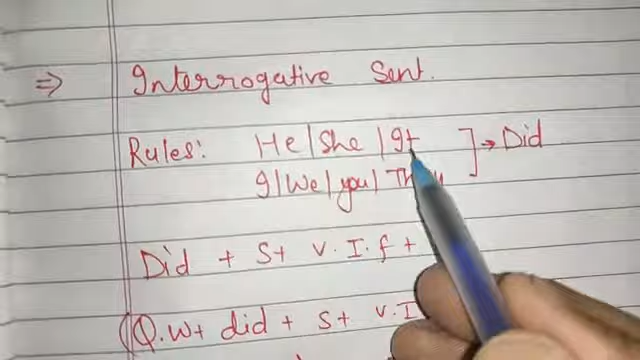 ⇒ Interrogative Sent.
Rules: He | She | It ] → Did
I | We | you | They
Did + S + V.I.f +
(Q.W + did + S + V.I